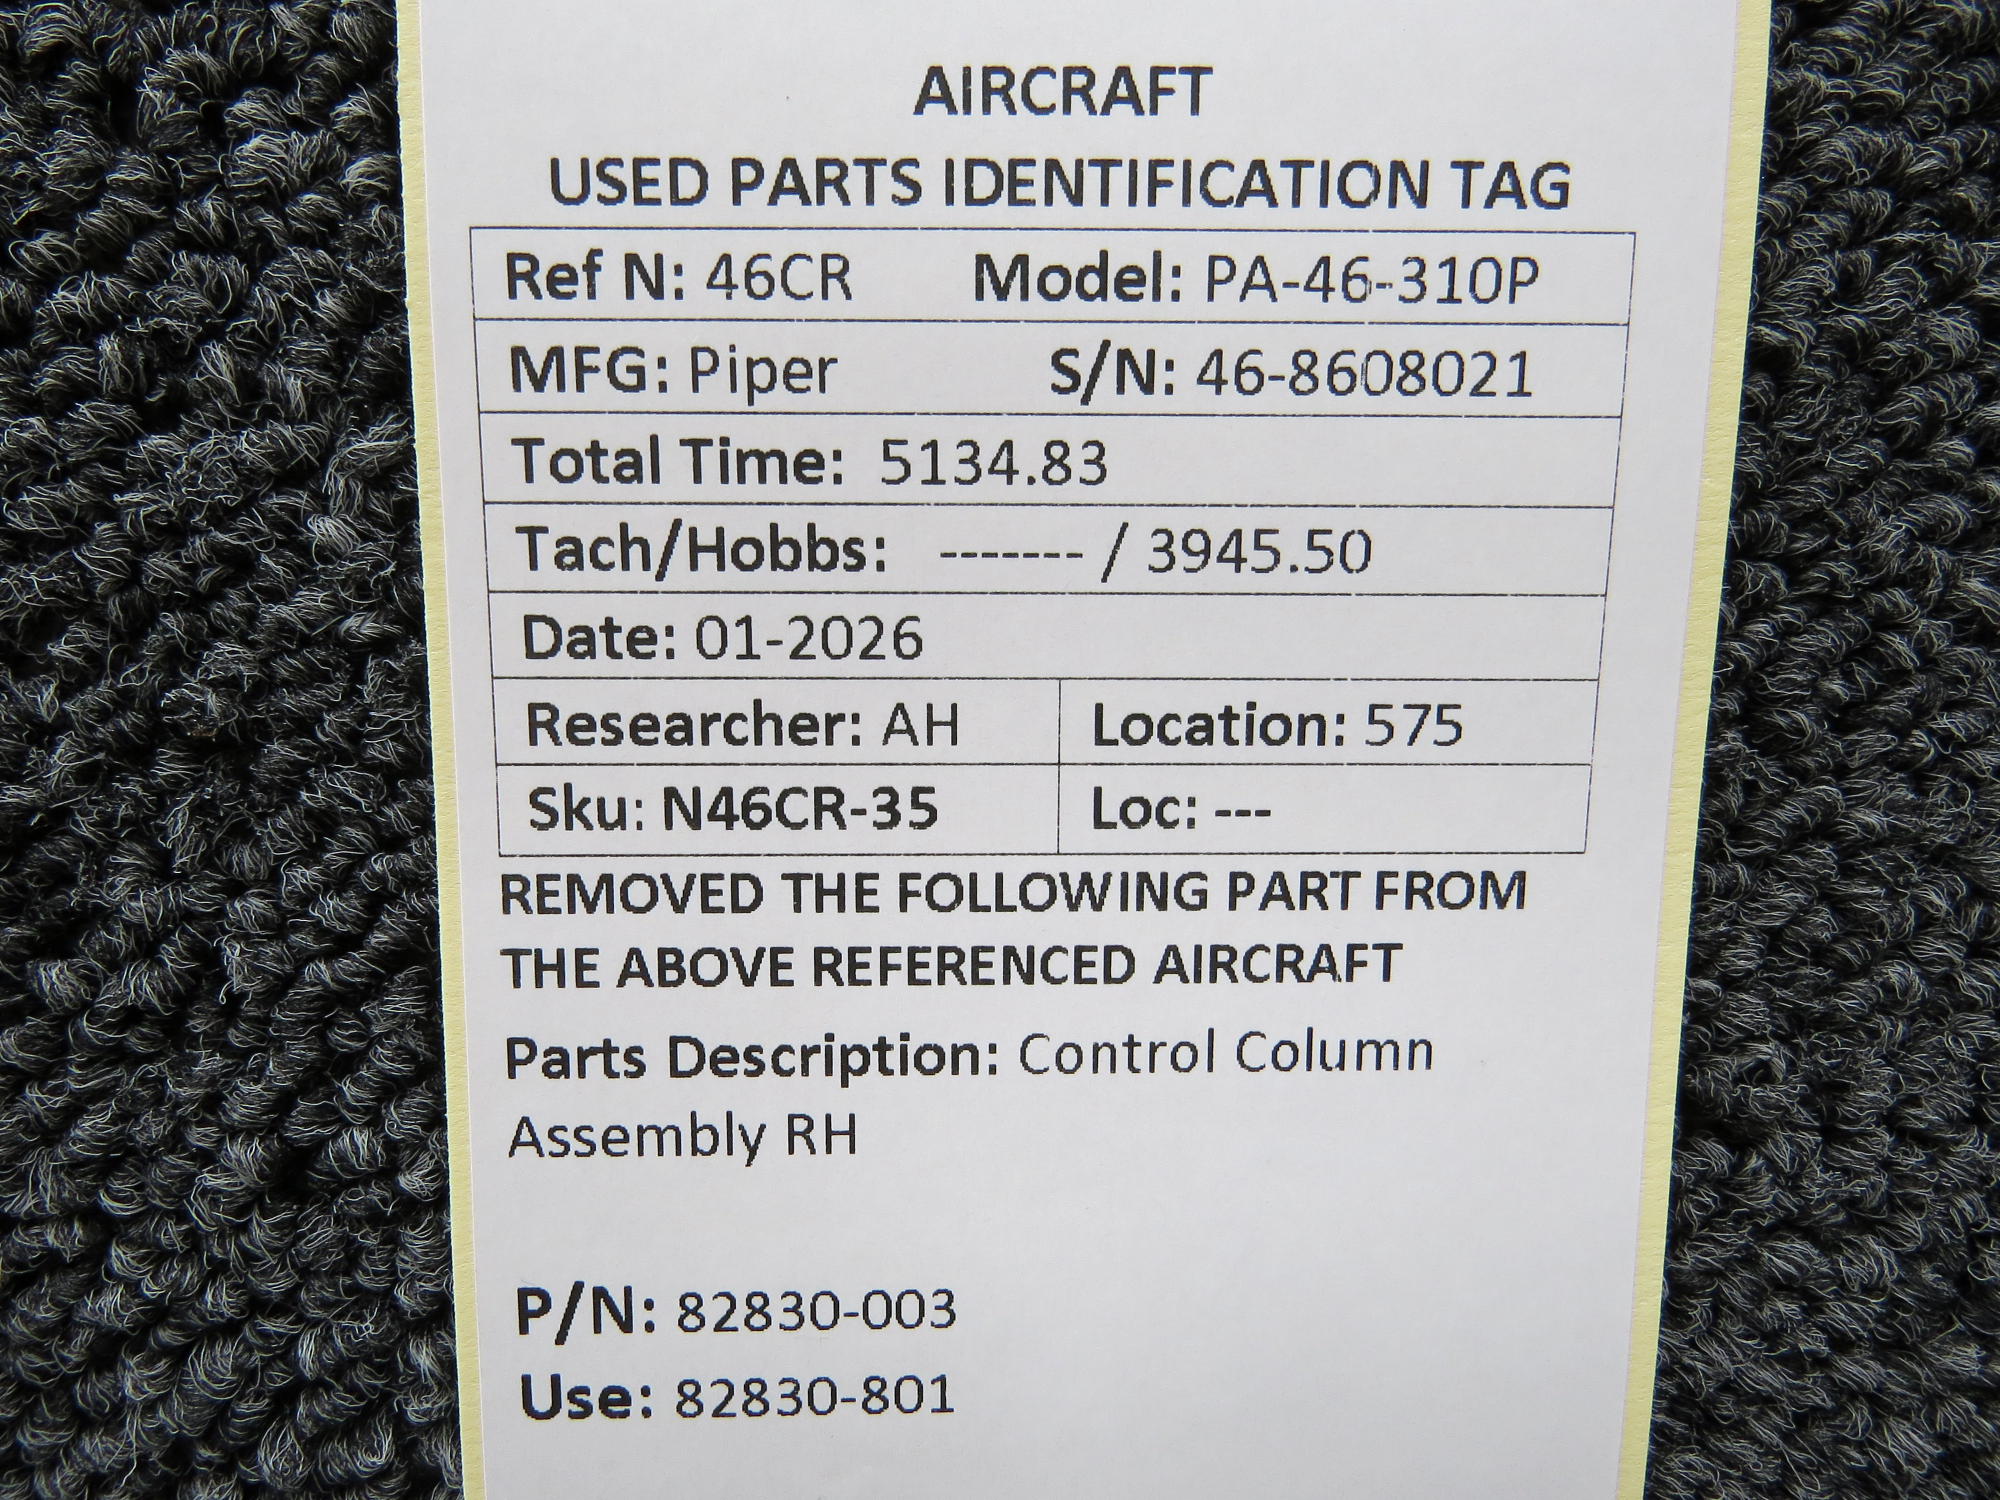 AIRCRAFT
USED PARTS IDENTIFICATION TAG
Ref N: 46CR Model: PA-46-310P
MFG: Piper S/N: 46-8608021
Total Time: 5134.83
Tach/Hobbs: ------- / 3945.50
Date: 01-2026
Researcher: AH Location: 575
Sku: N46CR-35 Loc: ---
REMOVED THE FOLLOWING PART FROM
THE ABOVE REFERENCED AIRCRAFT
Parts Description: Control Column
Assembly RH
P/N: 82830-003
Use: 82830-801